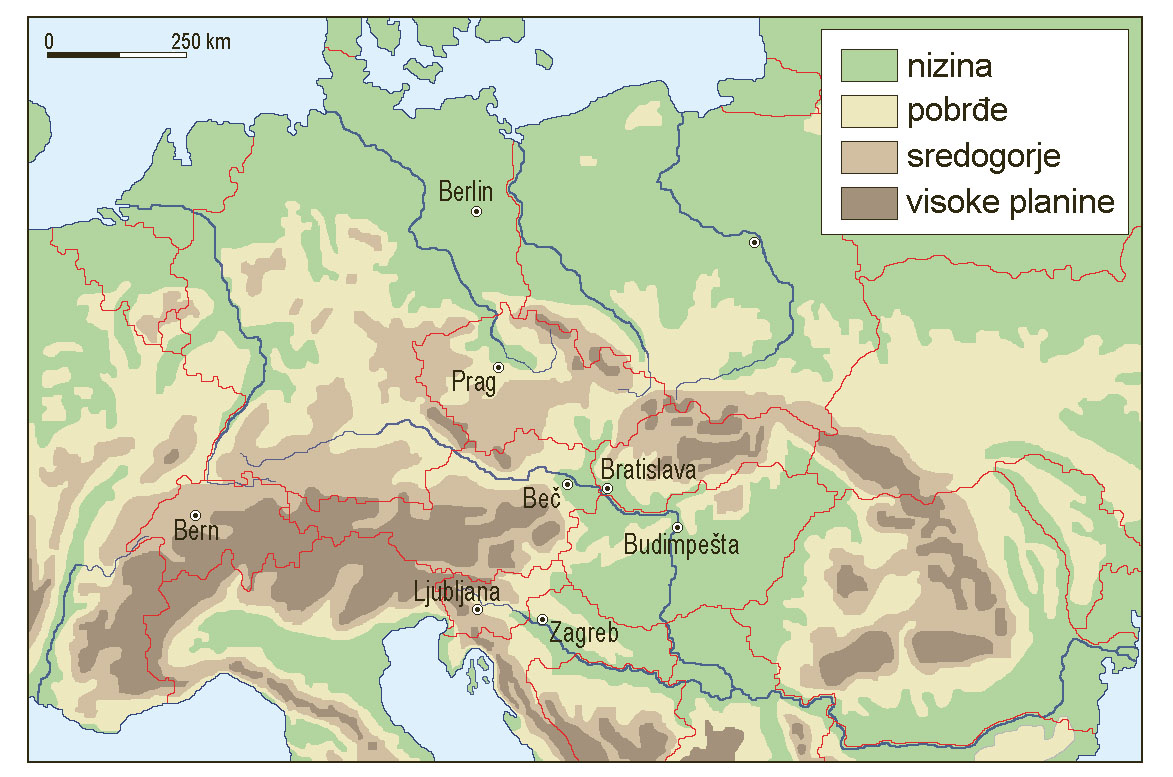 0 250 km
nizina
pobrđe
sredogorje
visoke planine
Berlin
Prag
Bratislava
Beč
Bern
Budimpešta
Ljubljana
Zagreb